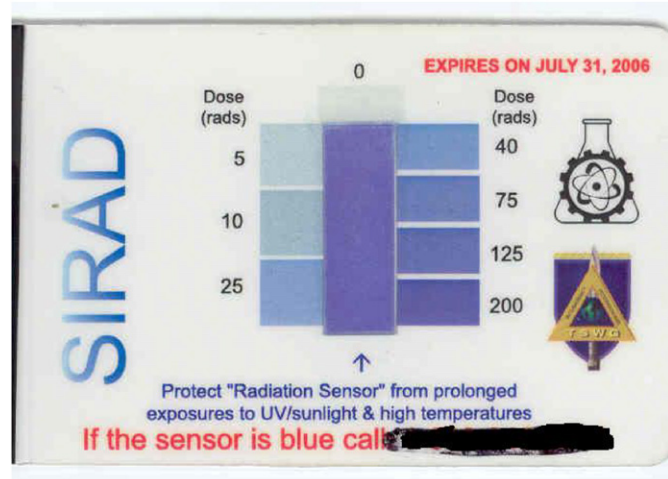 EXPIRES ON JULY 31, 2006
0
Dose
(rads)
Dose
(rads)
5
40
10
75
25
125
200
SIRAD
TSWG
↑
Protect "Radiation Sensor" from prolonged
exposures to UV/sunlight & high temperatures
If the sensor is blue call